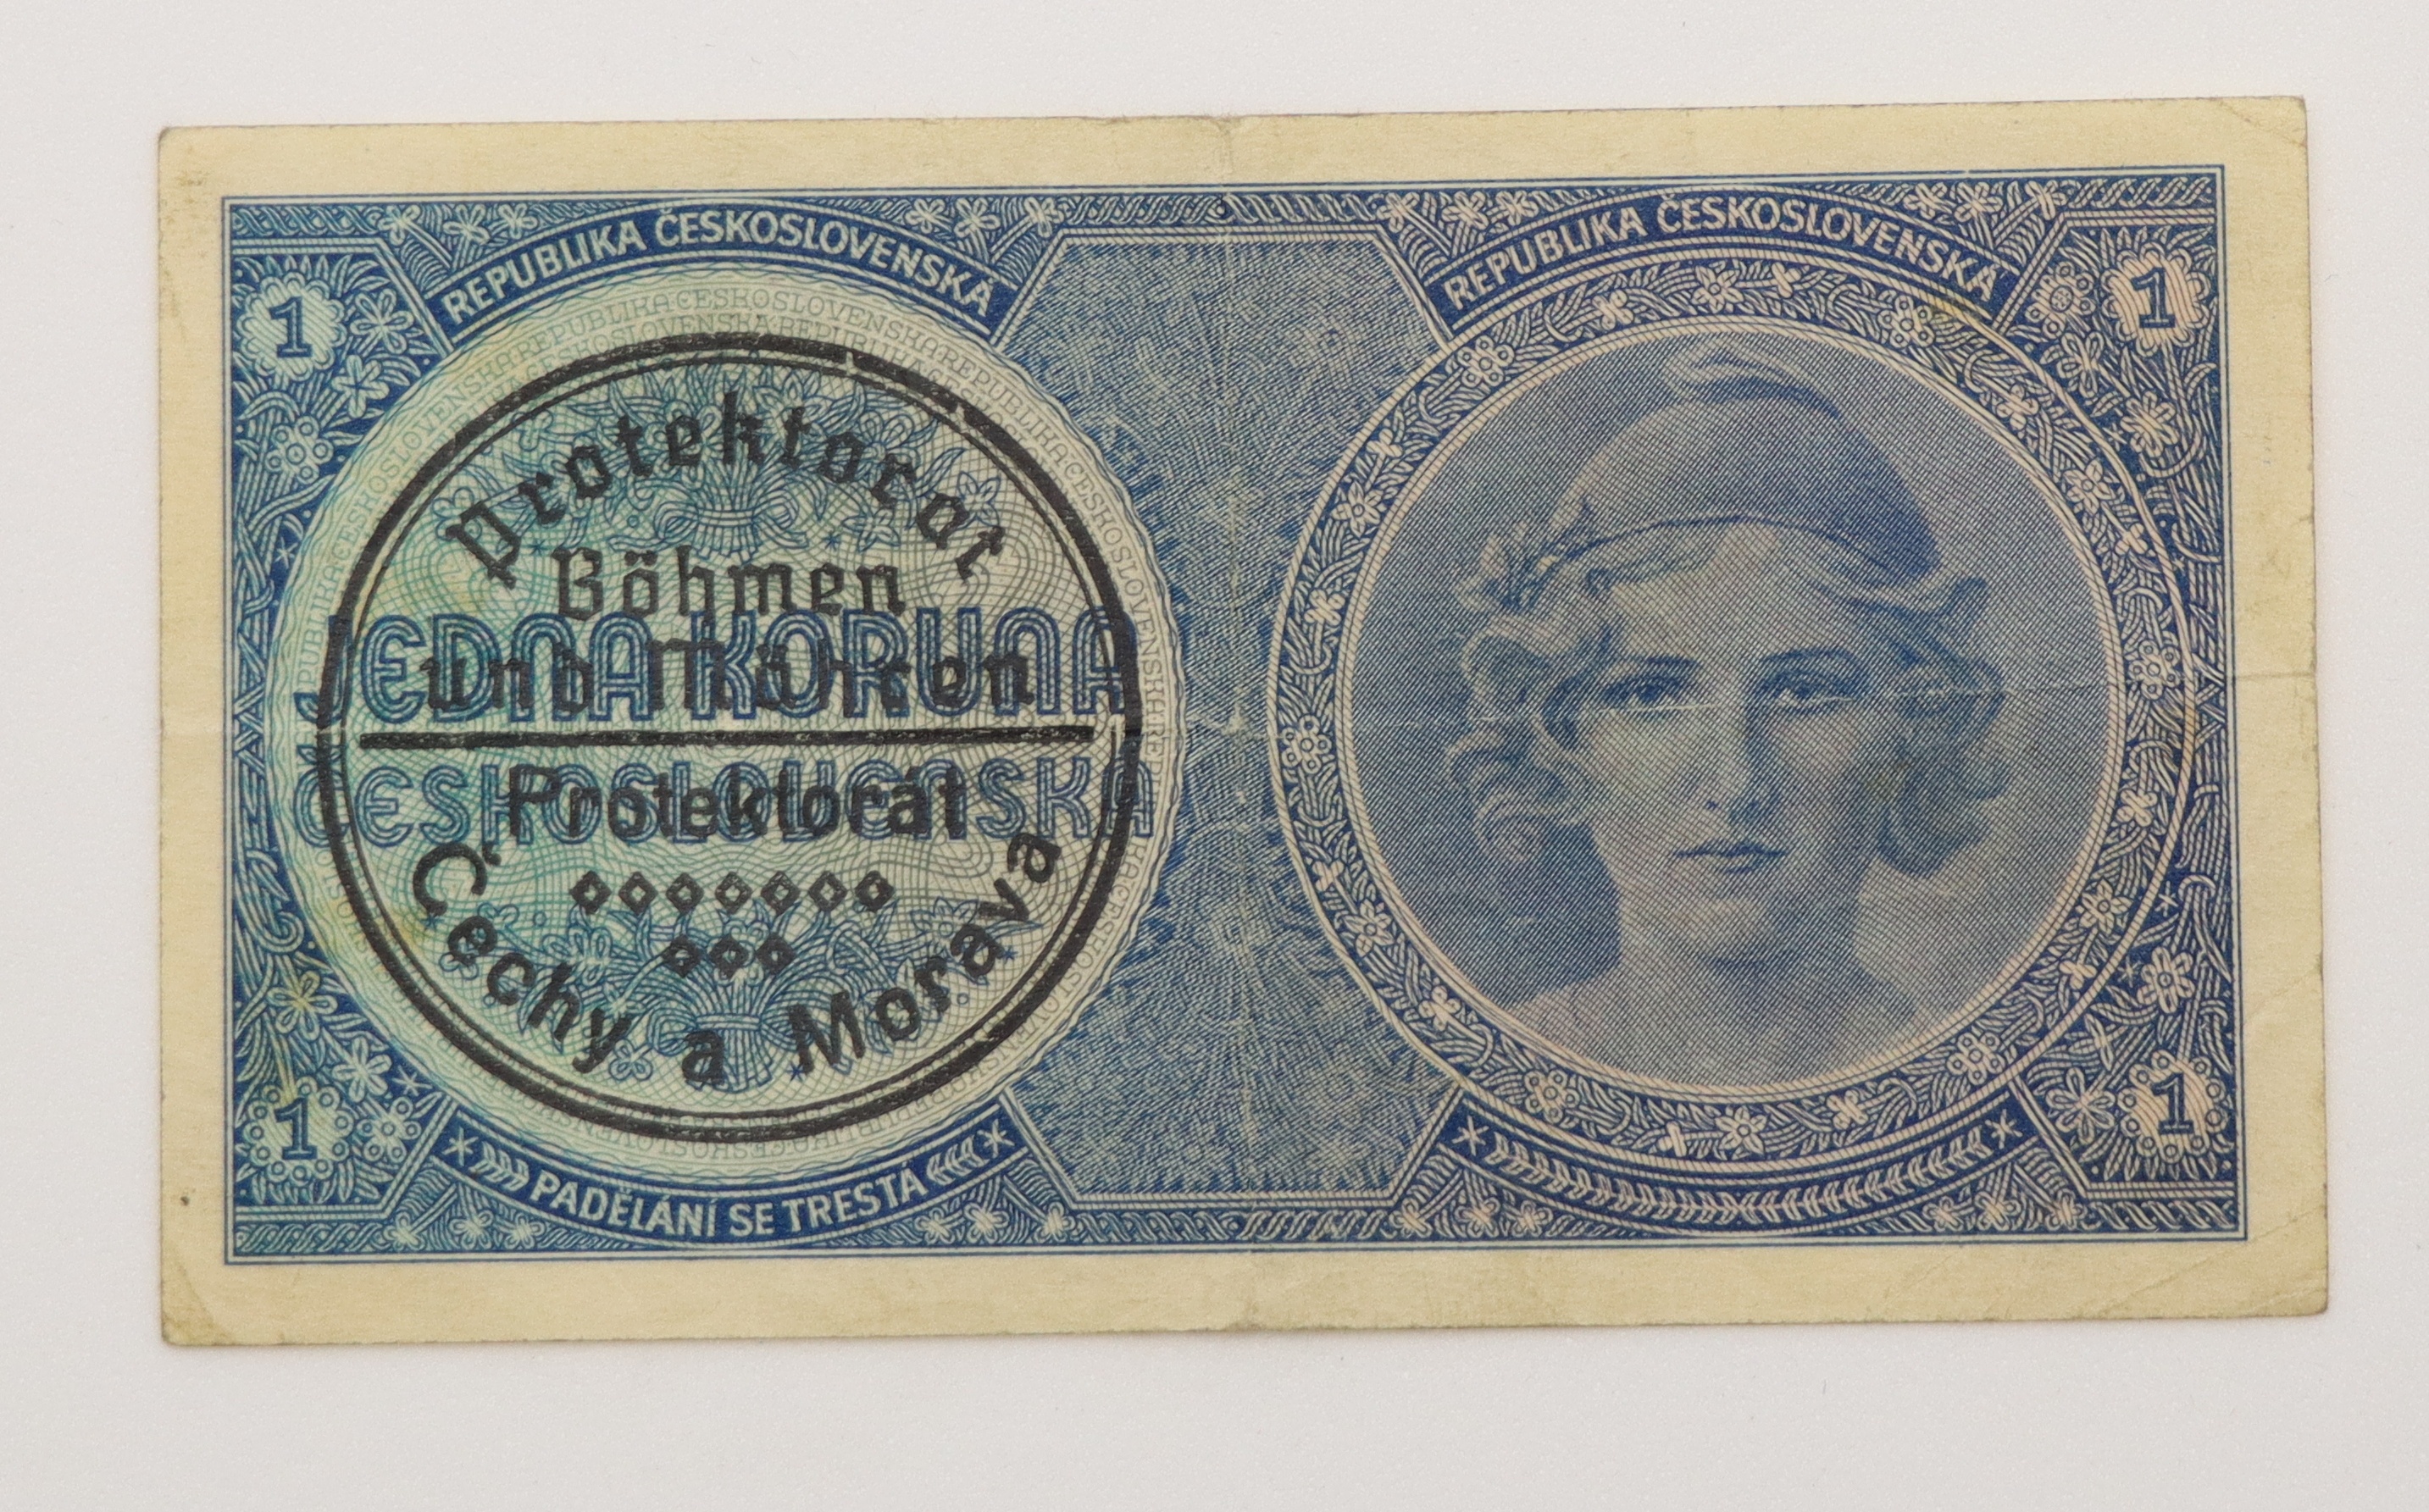 REPUBLIKA ČESKOSLOVENSKÁ
REPUBLIKA ČESKOSLOVENSKÁ
1
1
Protektorat
Böhmen
JEDNA KORUNA
und Mähren
Protektorát
ČESKOSLOVENSKÁ
Čechy a Morava
1
1
PADĚLÁNÍ SE TRESTÁ